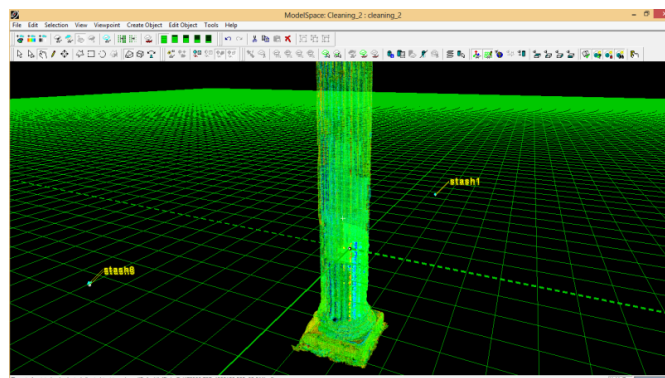 ModelSpace: Cleaning_2 : cleaning_2
File Edit Selection View Viewpoint Create Object Edit Object Tools Help
stash1
stash0